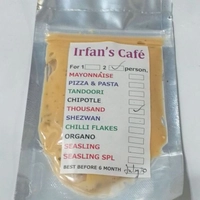 Irfan's Café
For 1 2 ✓ person,
MAYONNAISE
PIZZA & PASTA
TANDOORI
CHIPOTLE
THOUSAND ✓
SHEZWAN
CHILLI FLAKES
ORGANO
SEASLING
SEASLING SPL
BEST BEFORE 6 MONTH